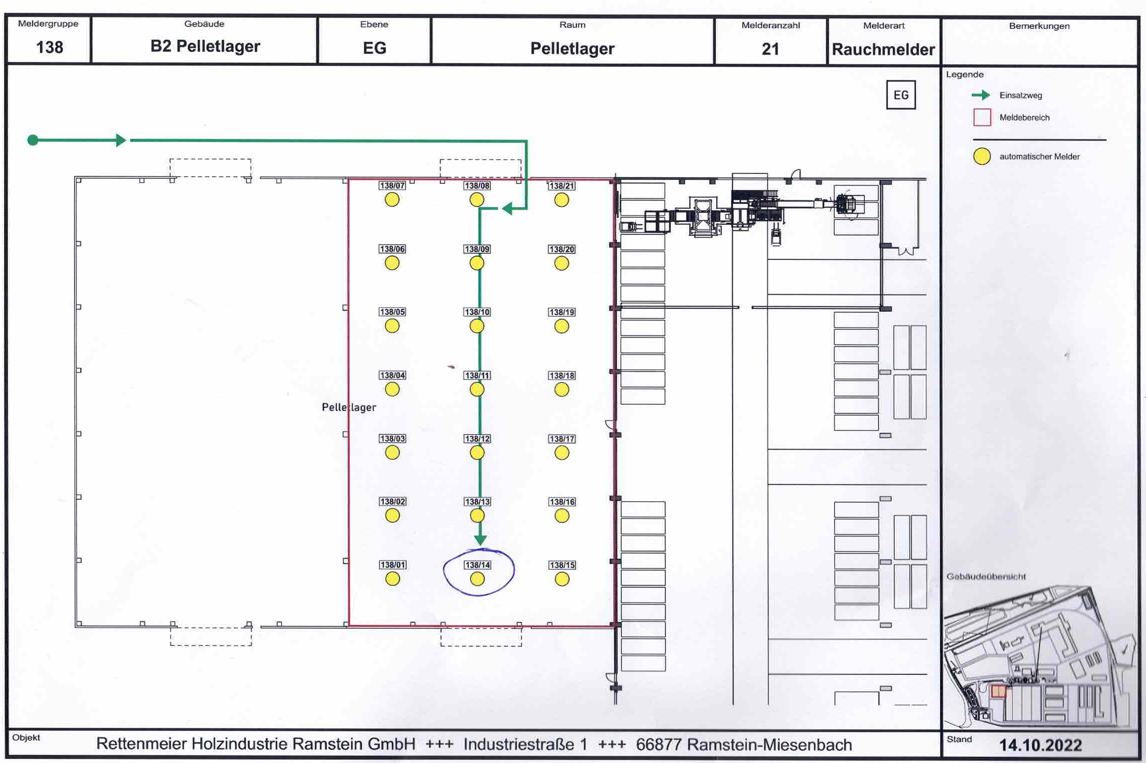 Meldergruppe Gebäude Ebene Raum Melderanzahl Melderart Bemerkungen
138 B2 Pelletlager EG Pelletlager 21 Rauchmelder
Legende
EG
Einsatzweg
Meldebereich
automatischer Melder
138/07 138/08 138/21
138/06 138/09 138/20
138/05 138/10 138/19
138/04 138/11 138/18
Pelletlager
138/03 138/12 138/17
138/02 138/13 138/16
138/01 138/14 138/15
Gebäudeübersicht
Objekt
Rettenmeier Holzindustrie Ramstein GmbH +++ Industriestraße 1 +++ 66877 Ramstein-Miesenbach
Stand
14.10.2022